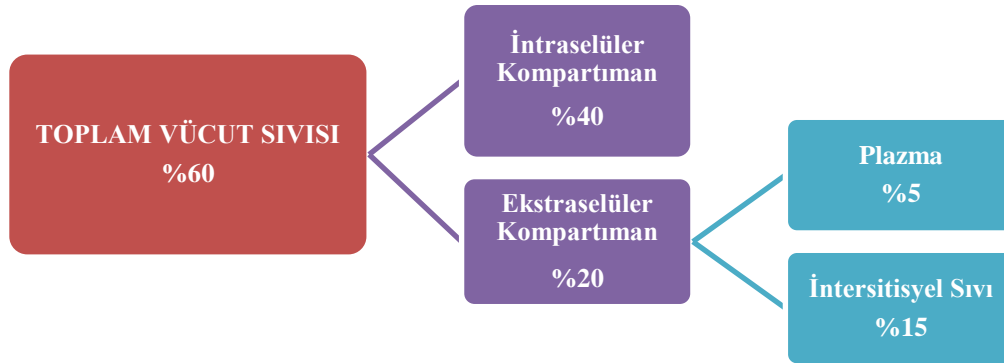 TOPLAM VÜCUT SIVISI
%60
İntraselüler
Kompartıman
%40
Ekstraselüler
Kompartıman
%20
Plazma
%5
İntersitisyel Sıvı
%15